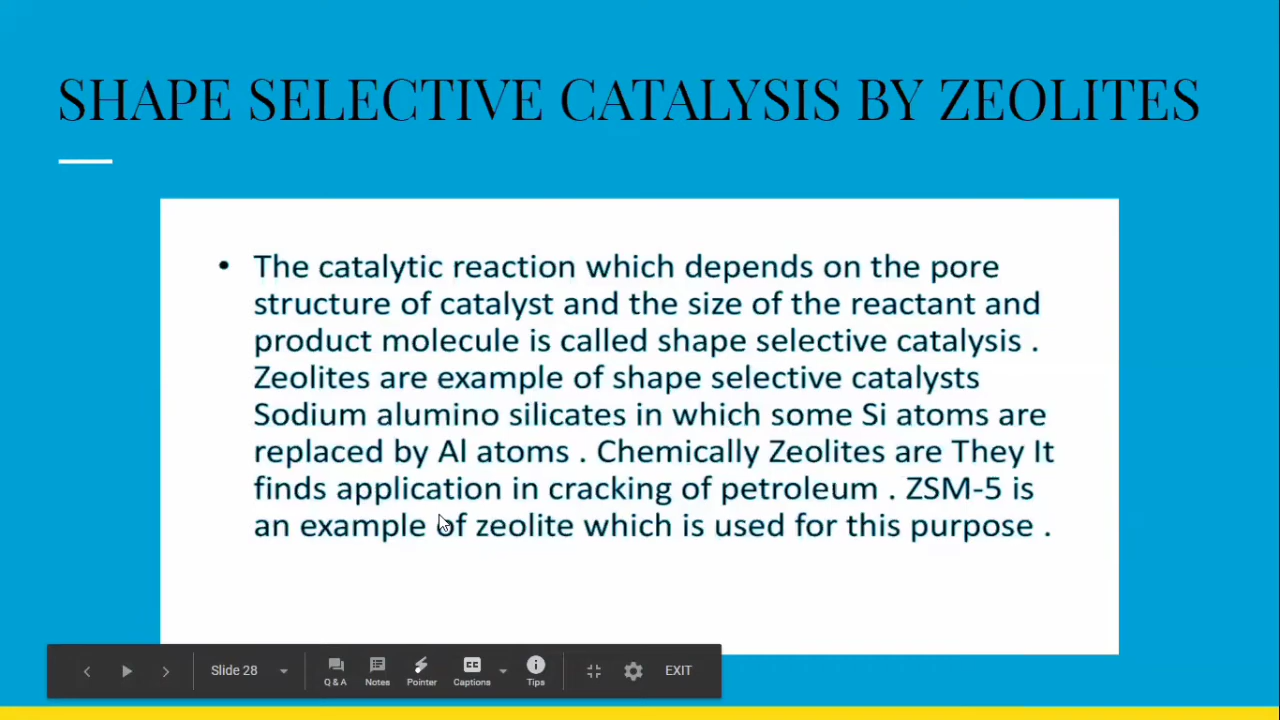 SHAPE SELECTIVE CATALYSIS BY ZEOLITES
• The catalytic reaction which depends on the pore
structure of catalyst and the size of the reactant and
product molecule is called shape selective catalysis .
Zeolites are example of shape selective catalysts
Sodium alumino silicates in which some Si atoms are
replaced by Al atoms . Chemically Zeolites are They It
finds application in cracking of petroleum . ZSM-5 is
an example of zeolite which is used for this purpose .
Slide 28
Q & A
Notes
Pointer
CC
Captions
Tips
EXIT